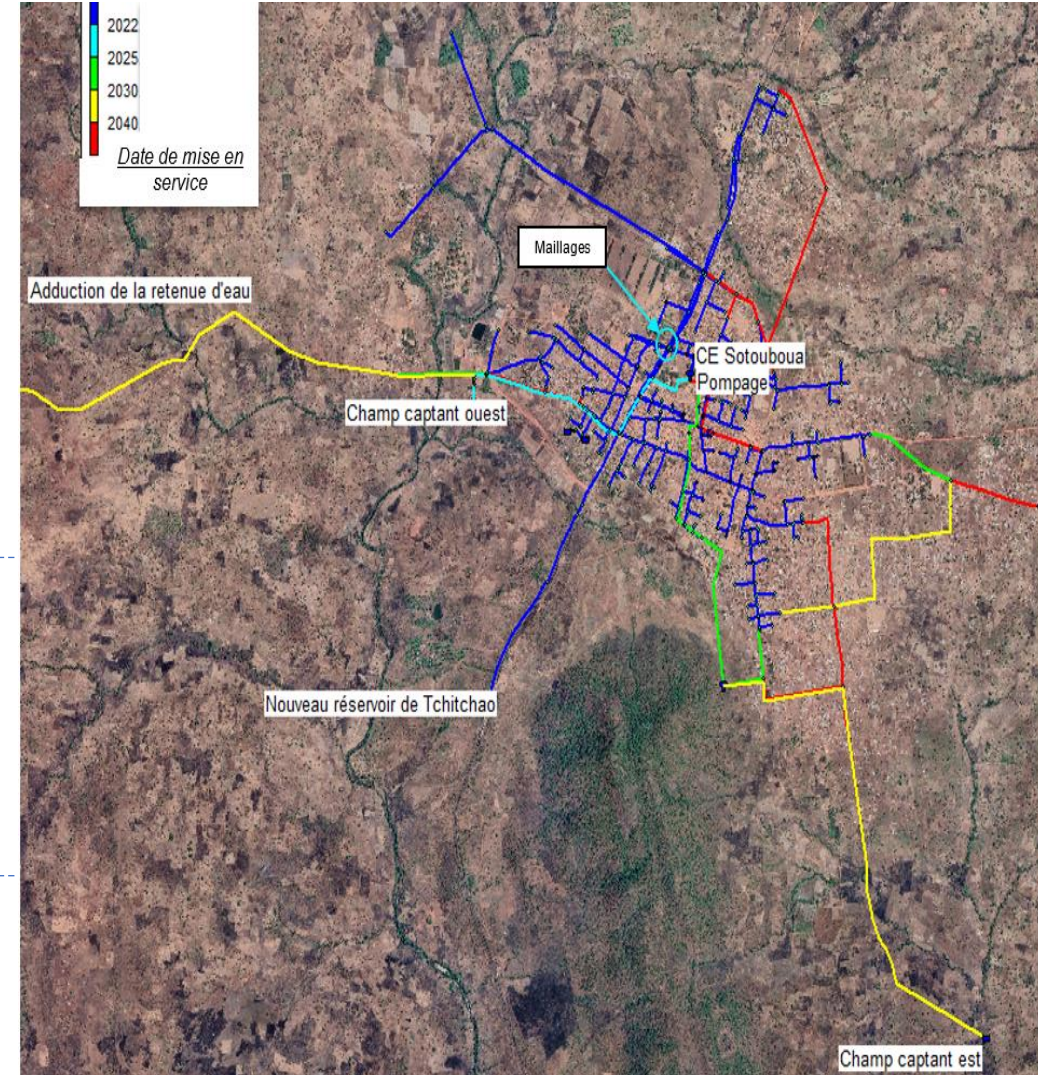 2022
2025
2030
2040
Date de mise en
service
Maillages
Adduction de la retenue d'eau
CE Sotouboua
Pompage
Champ captant ouest
Nouveau réservoir de Tchitchao
Champ captant est